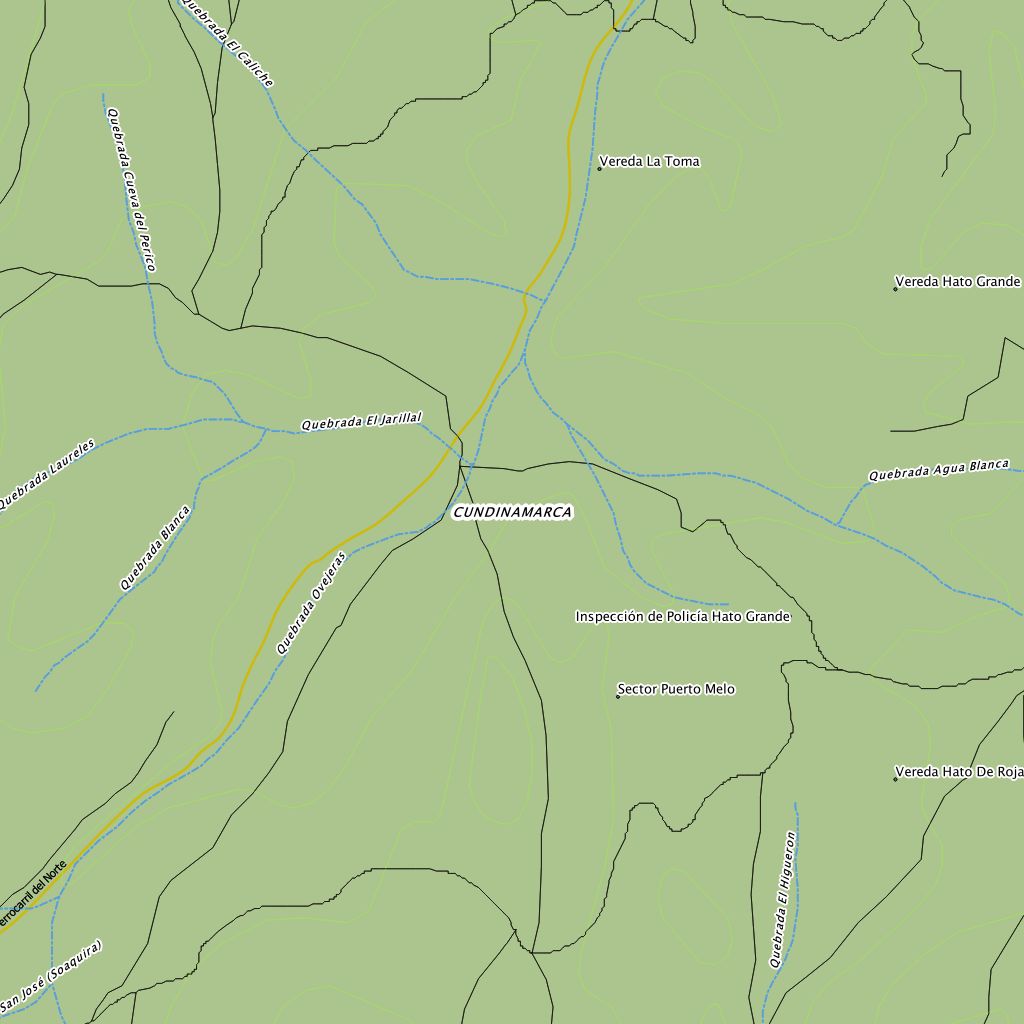 Quebrada El Caliche
Quebrada Cueva del Perico
Vereda La Toma
Vereda Hato Grande
Quebrada El Jarillal
Quebrada Laureles
Quebrada Agua Blanca
CUNDINAMARCA
Quebrada Blanca
Quebrada Ovejeras
Inspección de Policía Hato Grande
Sector Puerto Melo
Vereda Hato De Roja
Quebrada El Higueron
errocarril del Norte
San José (Soaquira)